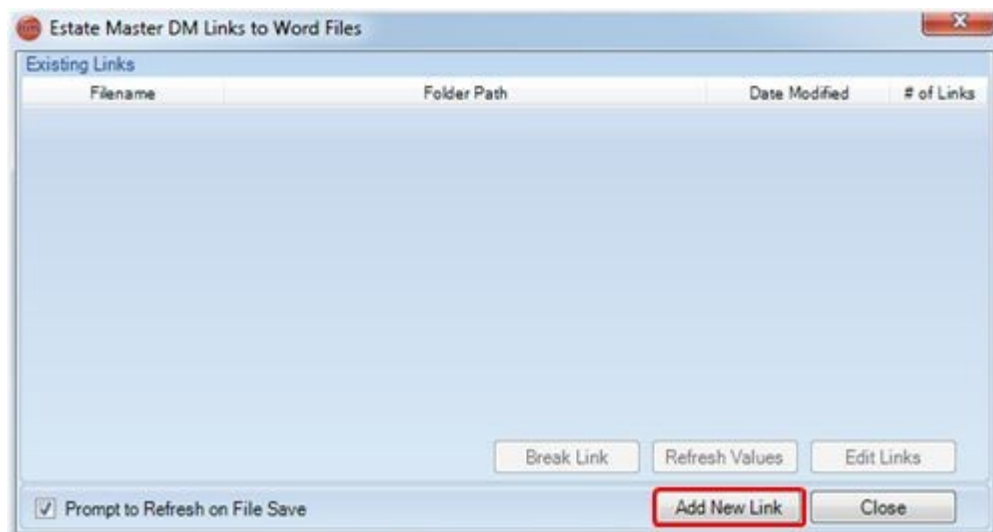 Estate Master DM Links to Word Files
Existing Links
Filename Folder Path Date Modified # of Links
Break Link Refresh Values Edit Links
Prompt to Refresh on File Save Add New Link Close